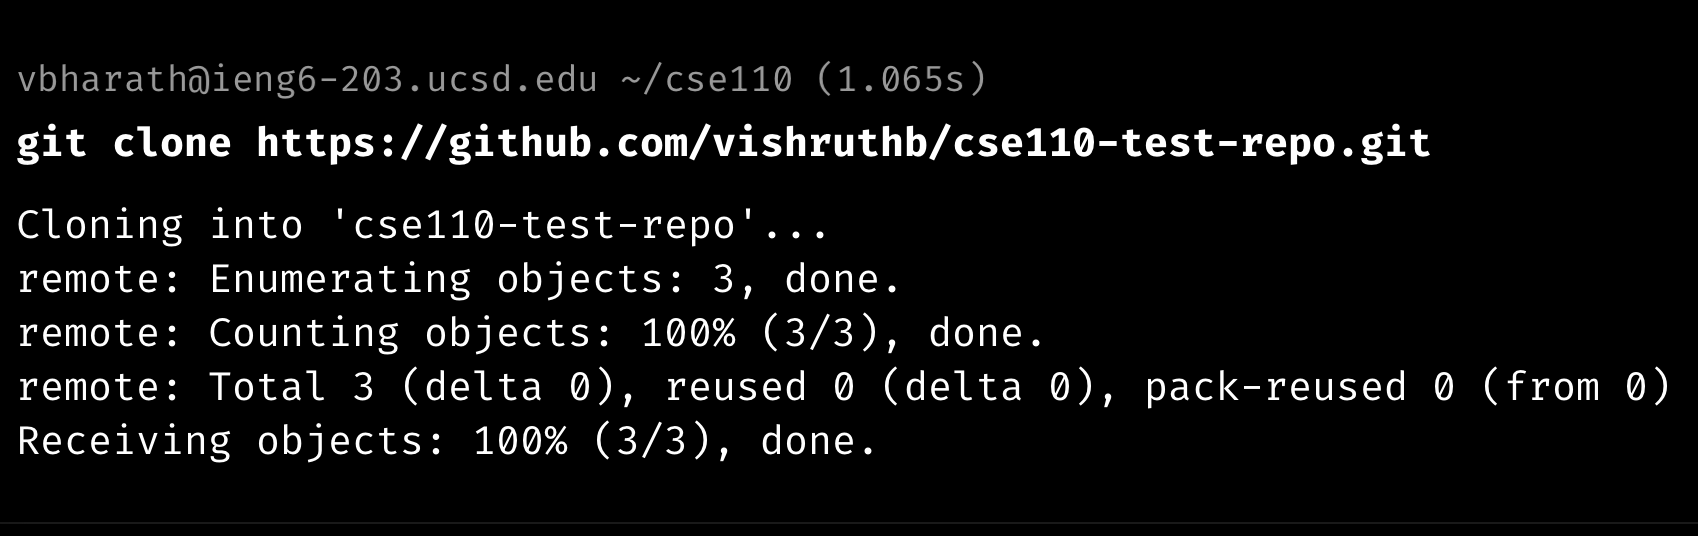 vbharath@ieng6-203.ucsd.edu ~/cse110 (1.065s)
git clone https://github.com/vishruthb/cse110-test-repo.git
Cloning into 'cse110-test-repo'...
remote: Enumerating objects: 3, done.
remote: Counting objects: 100% (3/3), done.
remote: Total 3 (delta 0), reused 0 (delta 0), pack-reused 0 (from 0)
Receiving objects: 100% (3/3), done.